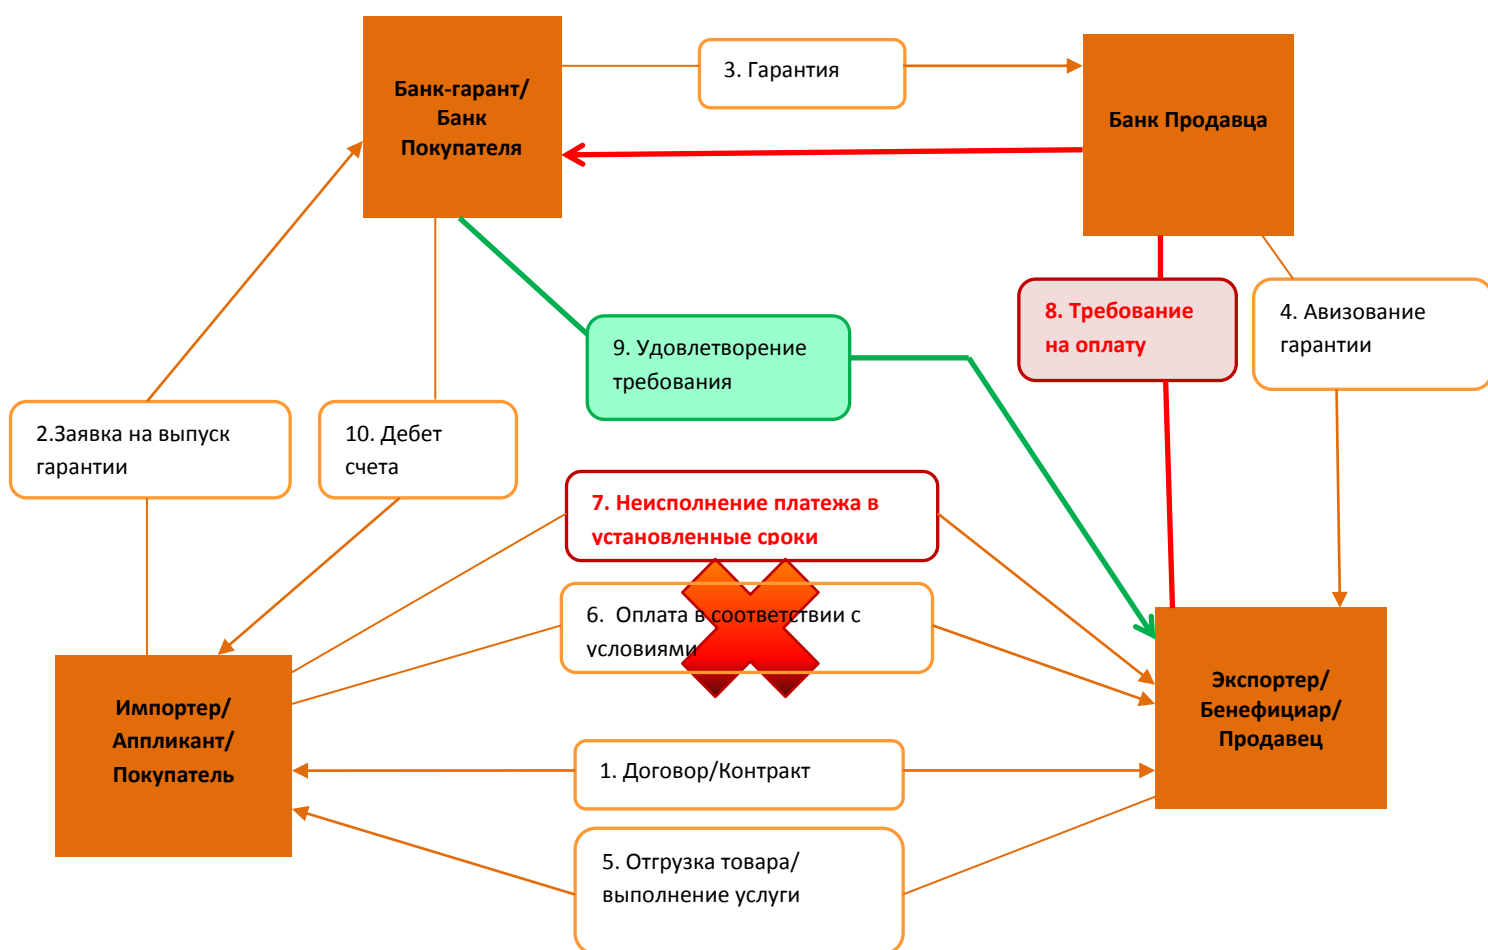 Банк-гарант/
Банк
Покупателя
3. Гарантия
Банк Продавца
8. Требование
на оплату
4. Авизование
гарантии
9. Удовлетворение
требования
2.Заявка на выпуск
гарантии
10. Дебет
счета
7. Неисполнение платежа в
установленные сроки
6.  Оплата в соответствии с
условиями
Импортер/
Аппликант/
Покупатель
Экспортер/
Бенефициар/
Продавец
1. Договор/Контракт
5. Отгрузка товара/
выполнение услуги